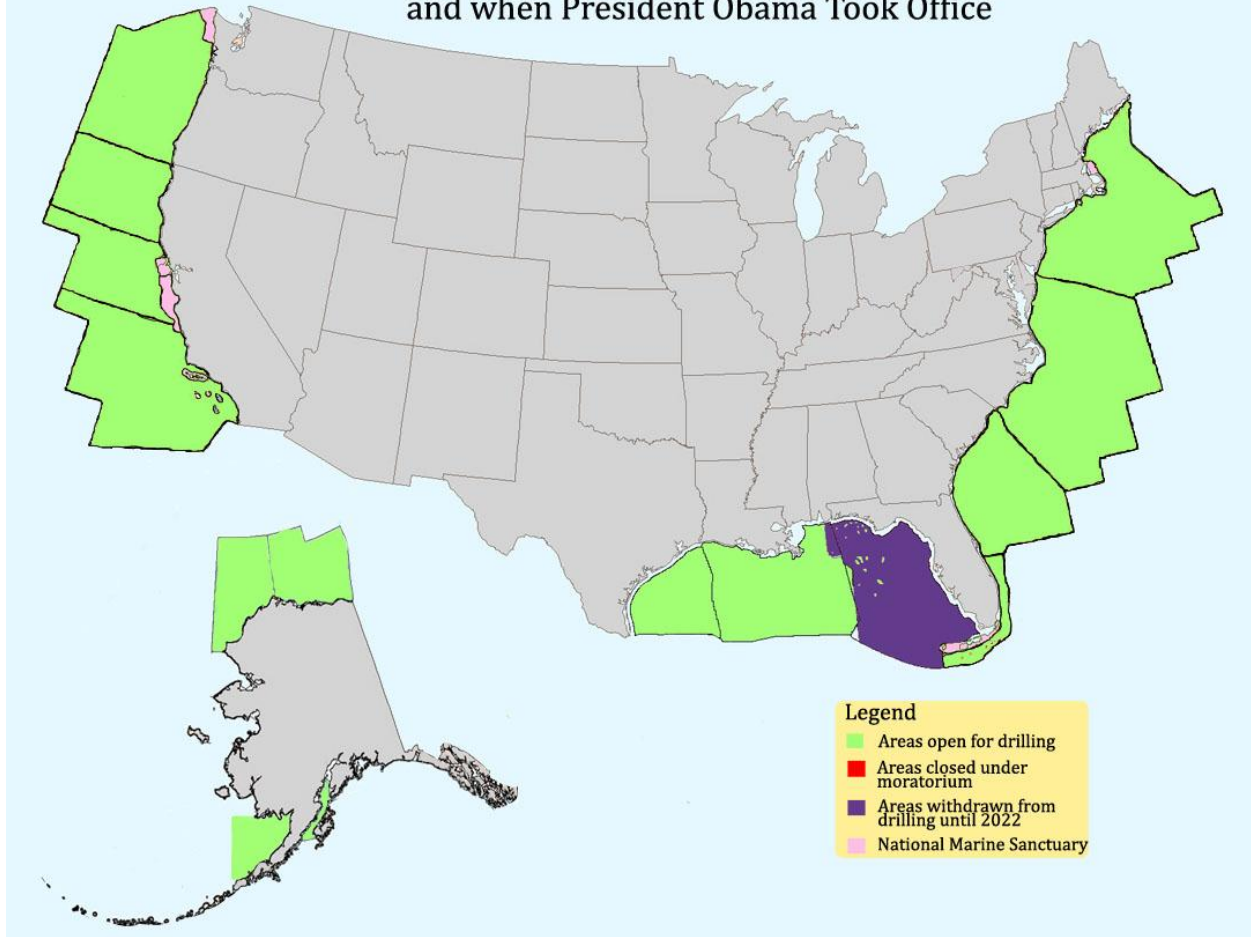 and when President Obama Took Office
Legend
Areas open for drilling
Areas closed under
moratorium
Areas withdrawn from
drilling until 2022
National Marine Sanctuary